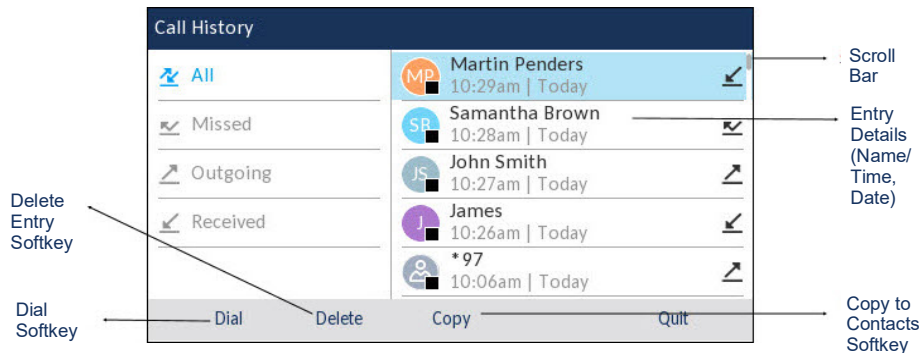 Call History
All
Missed
Outgoing
Received
MP
Martin Penders
10:29am | Today
SB
Samantha Brown
10:28am | Today
JS
John Smith
10:27am | Today
J
James
10:26am | Today
*97
10:06am | Today
Dial
Delete
Copy
Quit
Delete
Entry
Softkey
Dial
Softkey
Scroll
Bar
Entry
Details
(Name/
Time,
Date)
Copy to
Contacts
Softkey